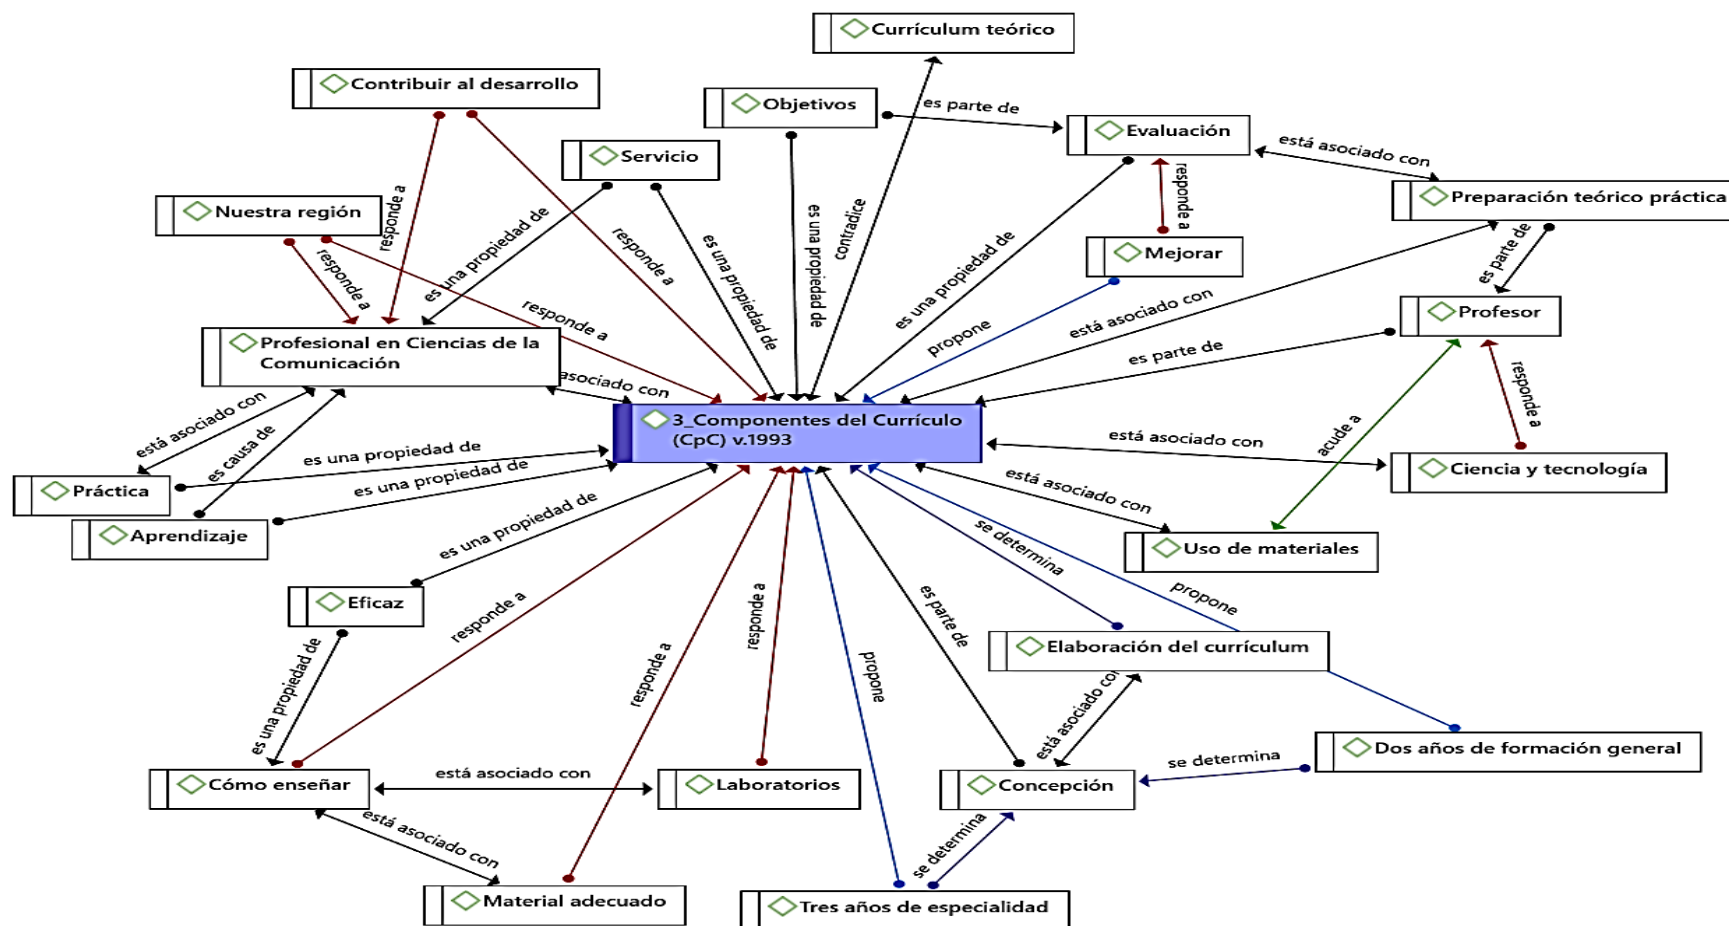 Currículum teórico
Contribuir al desarrollo
Objetivos
es parte de
Evaluación
está asociado con
Servicio
Preparación teórico práctica
Nuestra región
responde a
es una propiedad de
responde a
es una propiedad de
responde a
es una propiedad de
contradice
es una propiedad de
responde a
Mejorar
es parte de
responde a
propone
está asociado con
Profesor
es parte de
Profesional en Ciencias de la
Comunicación
asociado con
está asociado con
es causa de
3_Componentes del Currículo
(CpC) v.1993
es una propiedad de
es una propiedad de
está asociado con
acude a
responde a
Ciencia y tecnología
Práctica
Aprendizaje
es una propiedad de
está asociado con
se determina
Uso de materiales
Eficaz
responde a
responde a
es parte de
propone
Elaboración del currículum
es una propiedad de
responde a
propone
está asociado con
Dos años de formación general
se determina
Cómo enseñar
está asociado con
Laboratorios
Concepción
está asociado con
se determina
Material adecuado
Tres años de especialidad